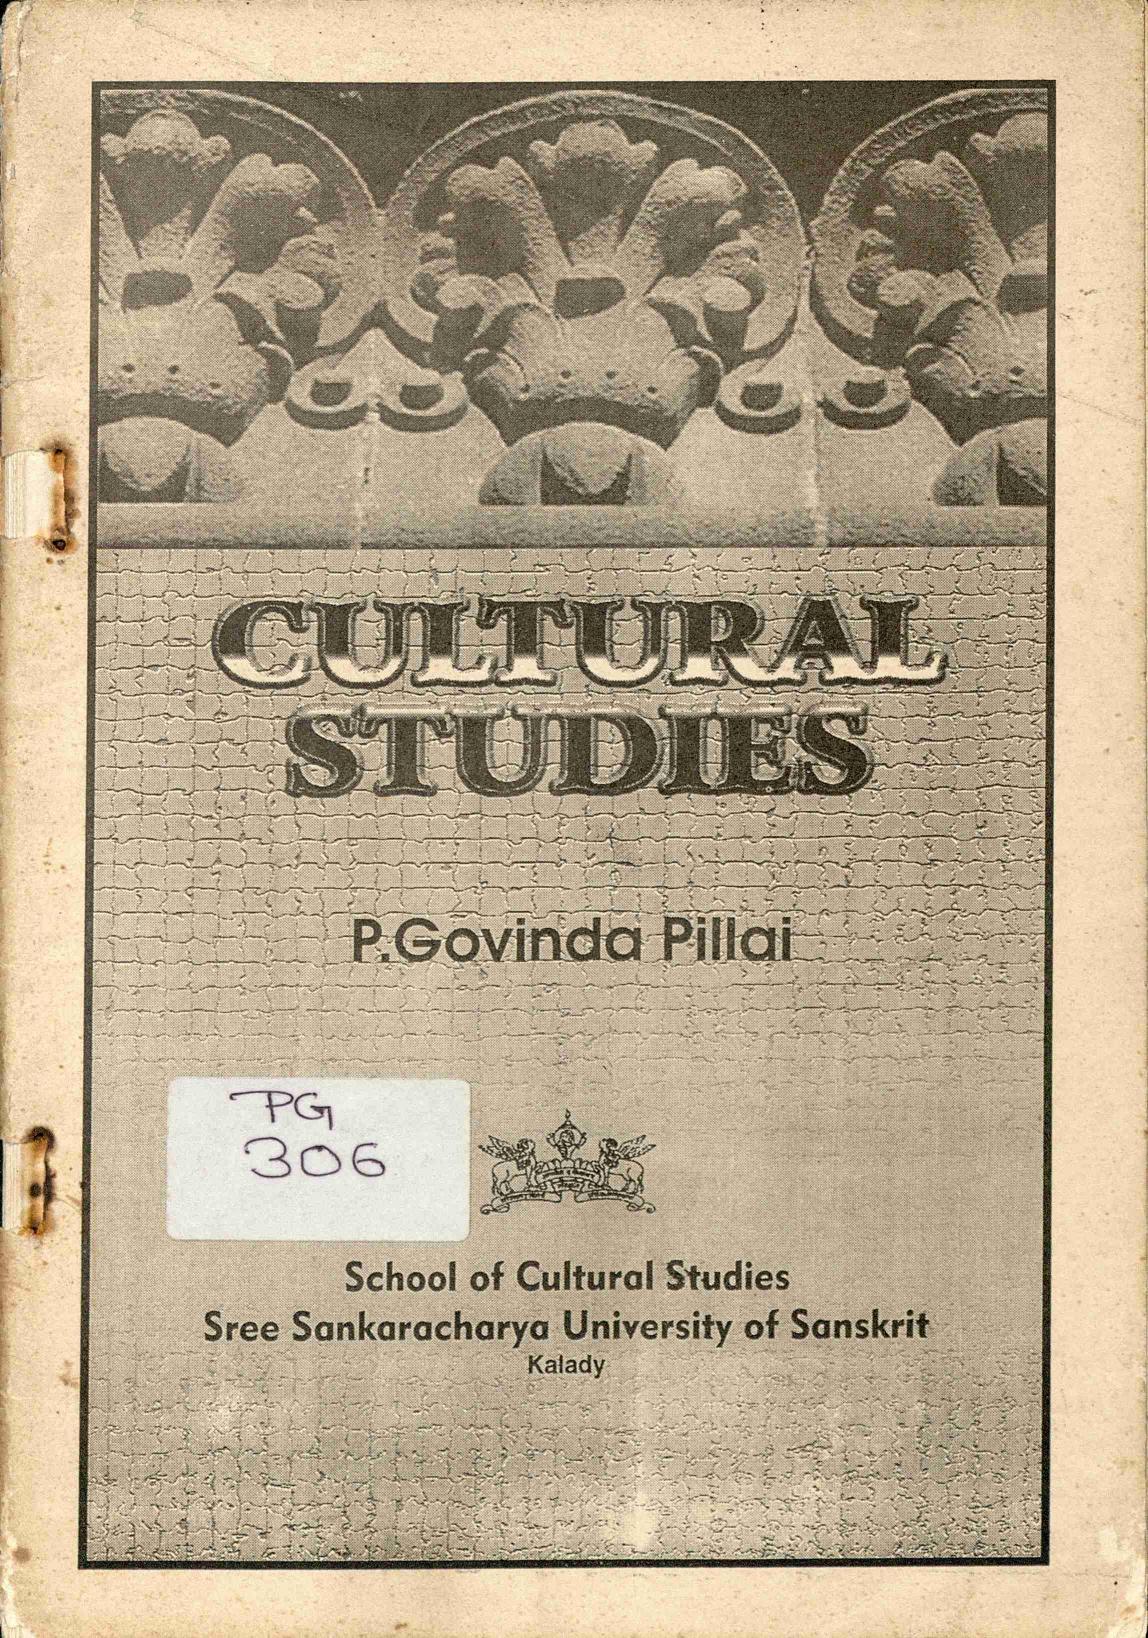 CULTURAL
STUDIES
P.Govinda Pillai
PG
306
School of Cultural Studies
Sree Sankaracharya University of Sanskrit
Kalady